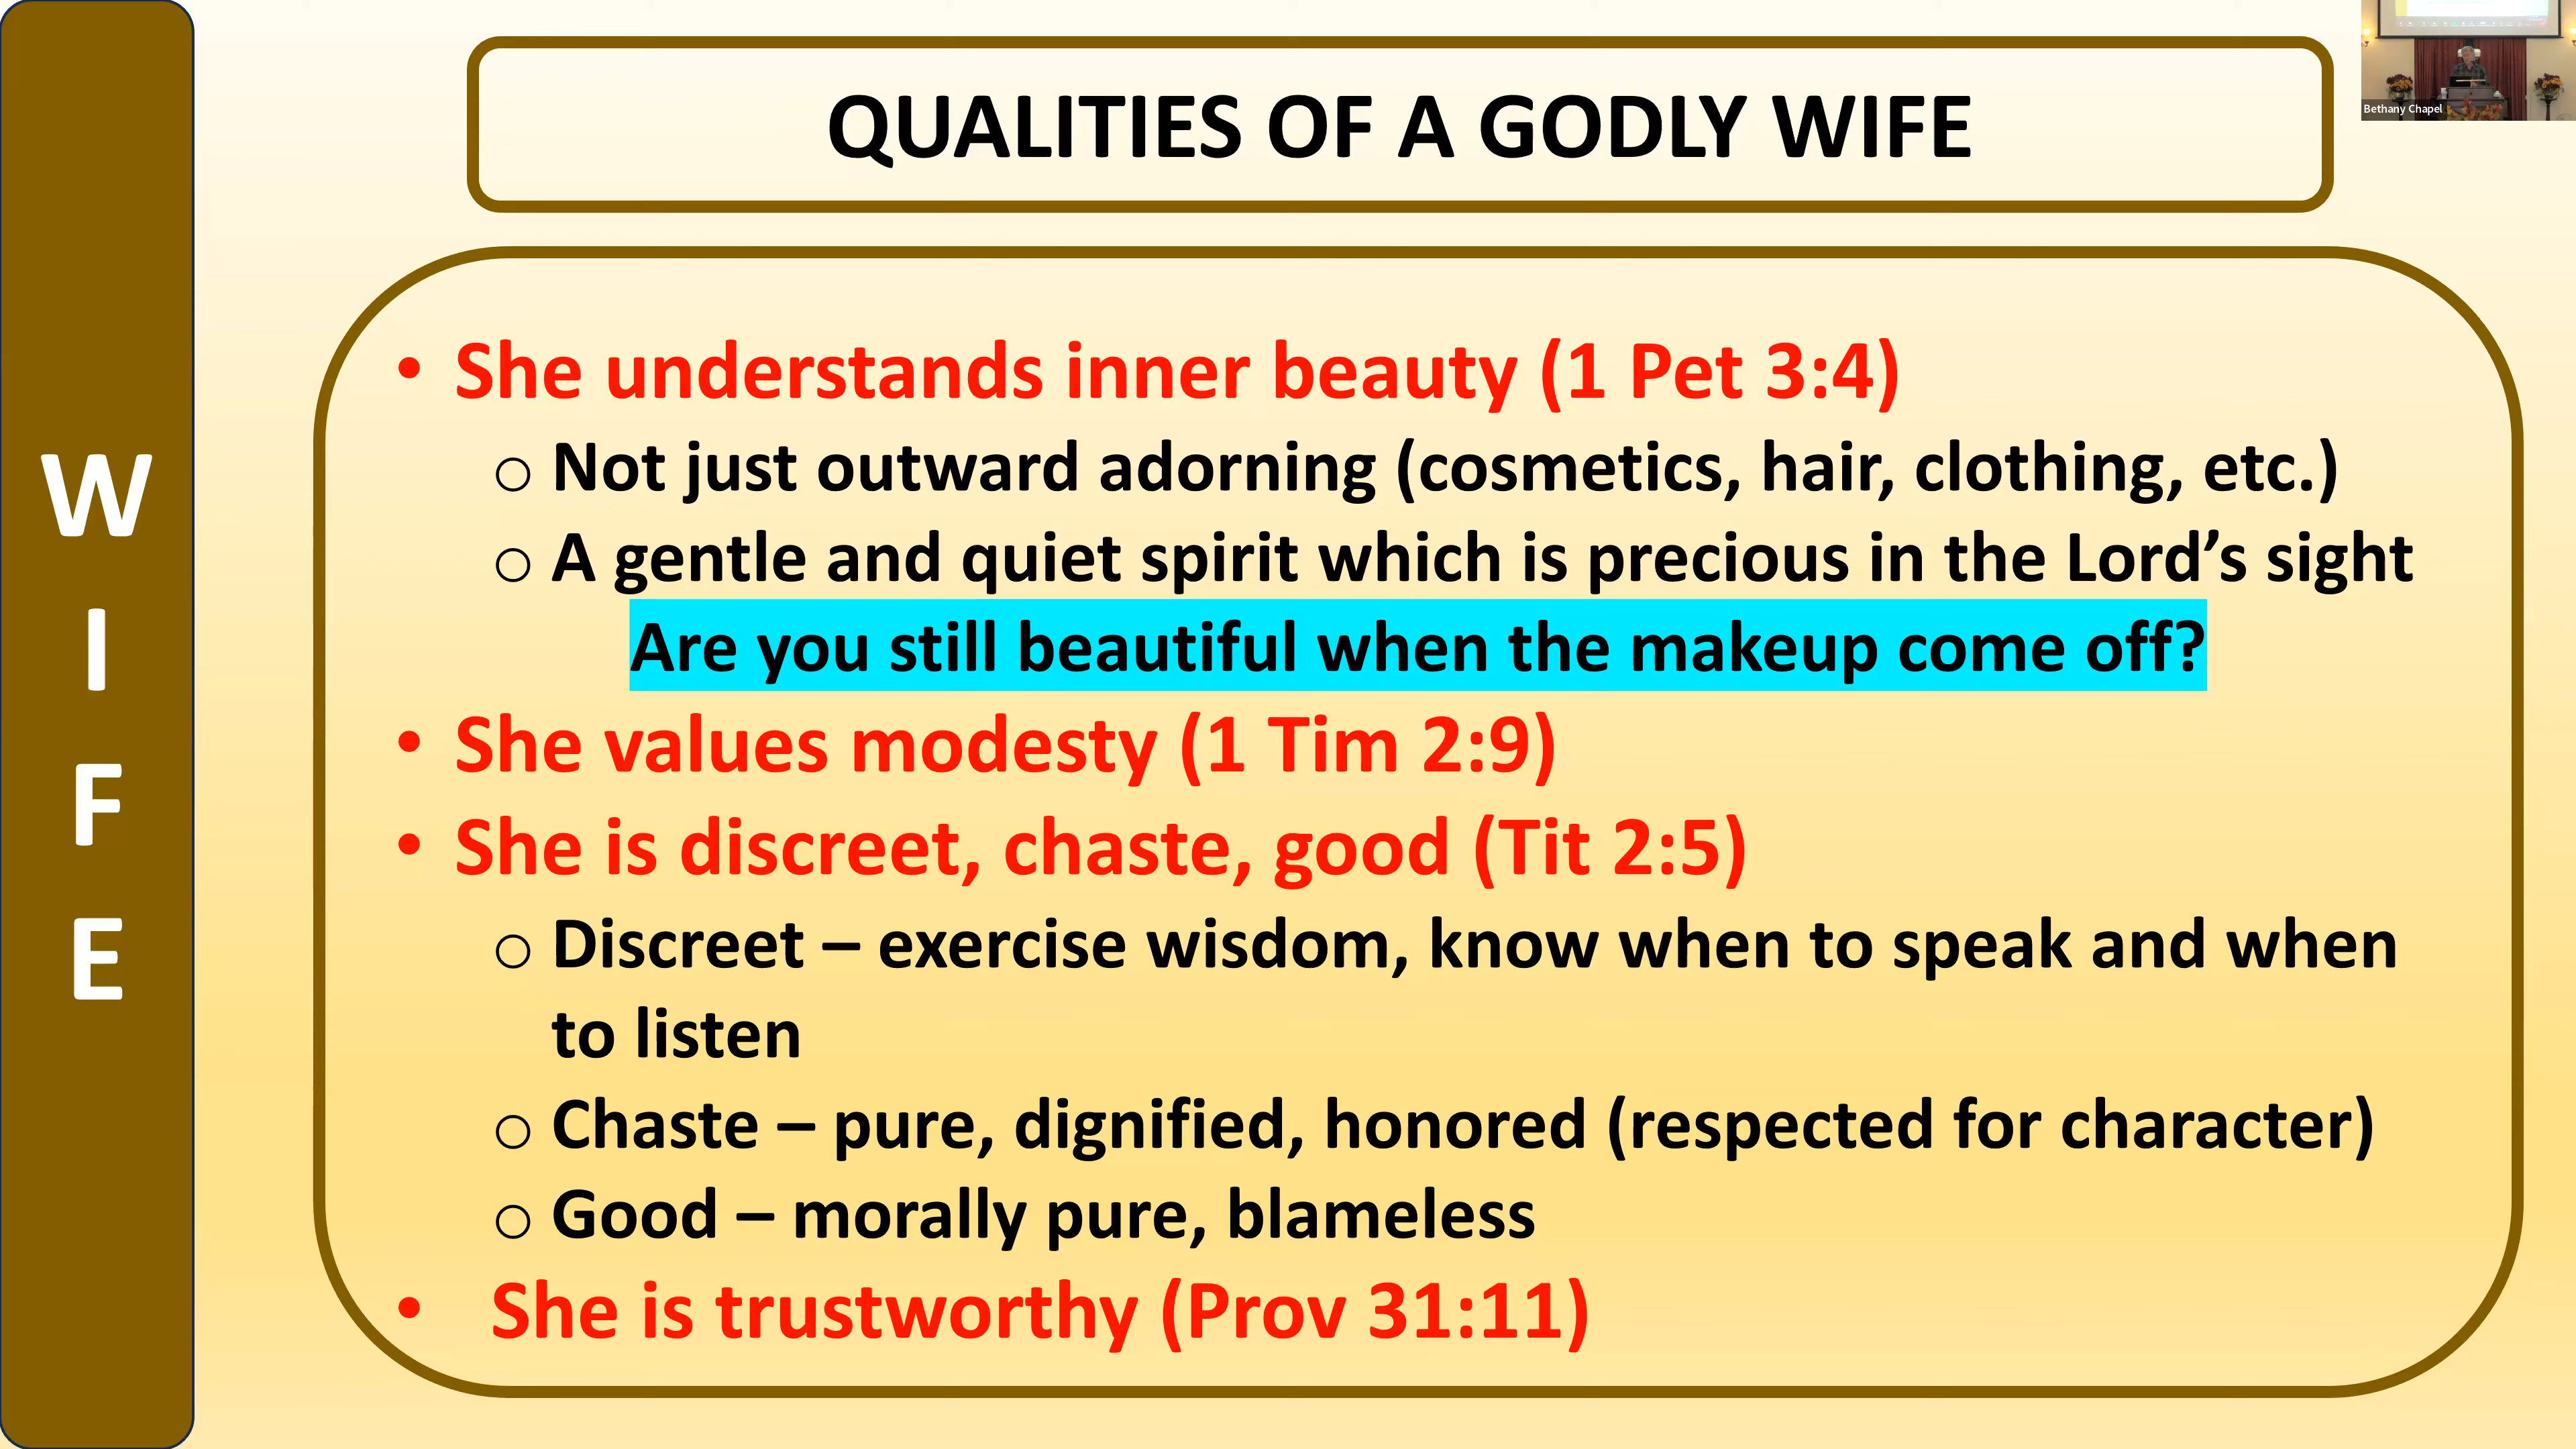 QUALITIES OF A GODLY WIFE
Bethany Chapel
W
I
F
E
• She understands inner beauty (1 Pet 3:4)
o Not just outward adorning (cosmetics, hair, clothing, etc.)
o A gentle and quiet spirit which is precious in the Lord’s sight
Are you still beautiful when the makeup come off?
• She values modesty (1 Tim 2:9)
• She is discreet, chaste, good (Tit 2:5)
o Discreet – exercise wisdom, know when to speak and when
to listen
o Chaste – pure, dignified, honored (respected for character)
o Good – morally pure, blameless
• She is trustworthy (Prov 31:11)